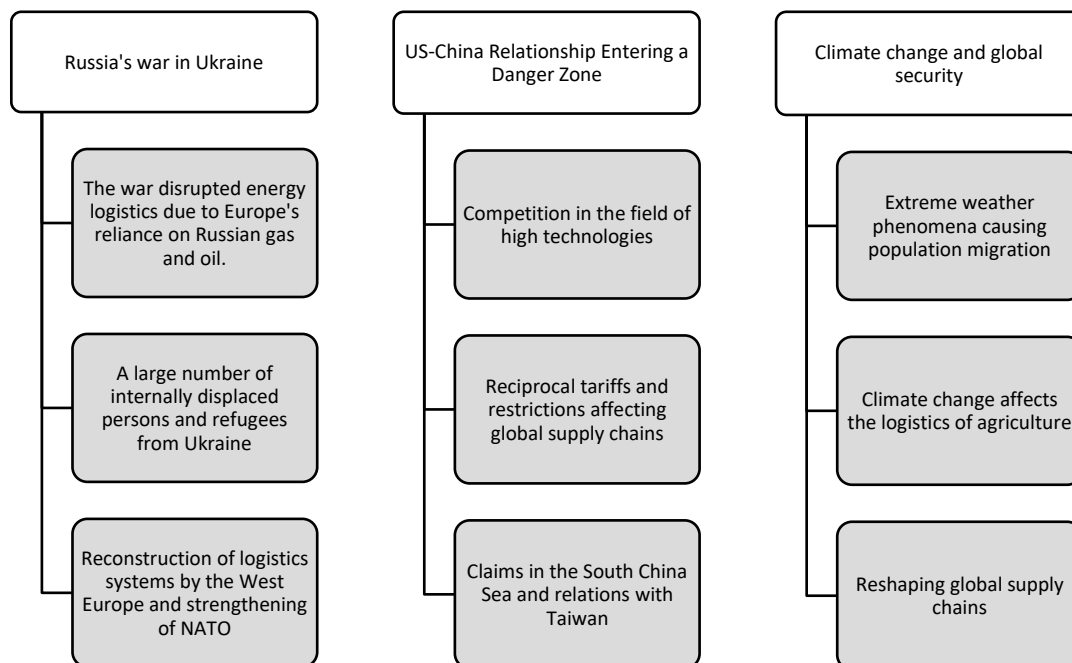 Russia's war in Ukraine
The war disrupted energy
logistics due to Europe's
reliance on Russian gas
and oil.
A large number of
internally displaced
persons and refugees
from Ukraine
Reconstruction of logistics
systems by the West
Europe and strengthening
of NATO
US-China Relationship Entering a
Danger Zone
Competition in the field of
high technologies
Reciprocal tariffs and
restrictions affecting
global supply chains
Claims in the South China
Sea and relations with
Taiwan
Climate change and global
security
Extreme weather
phenomena causing
population migration
Climate change affects
the logistics of agriculture
Reshaping global supply
chains